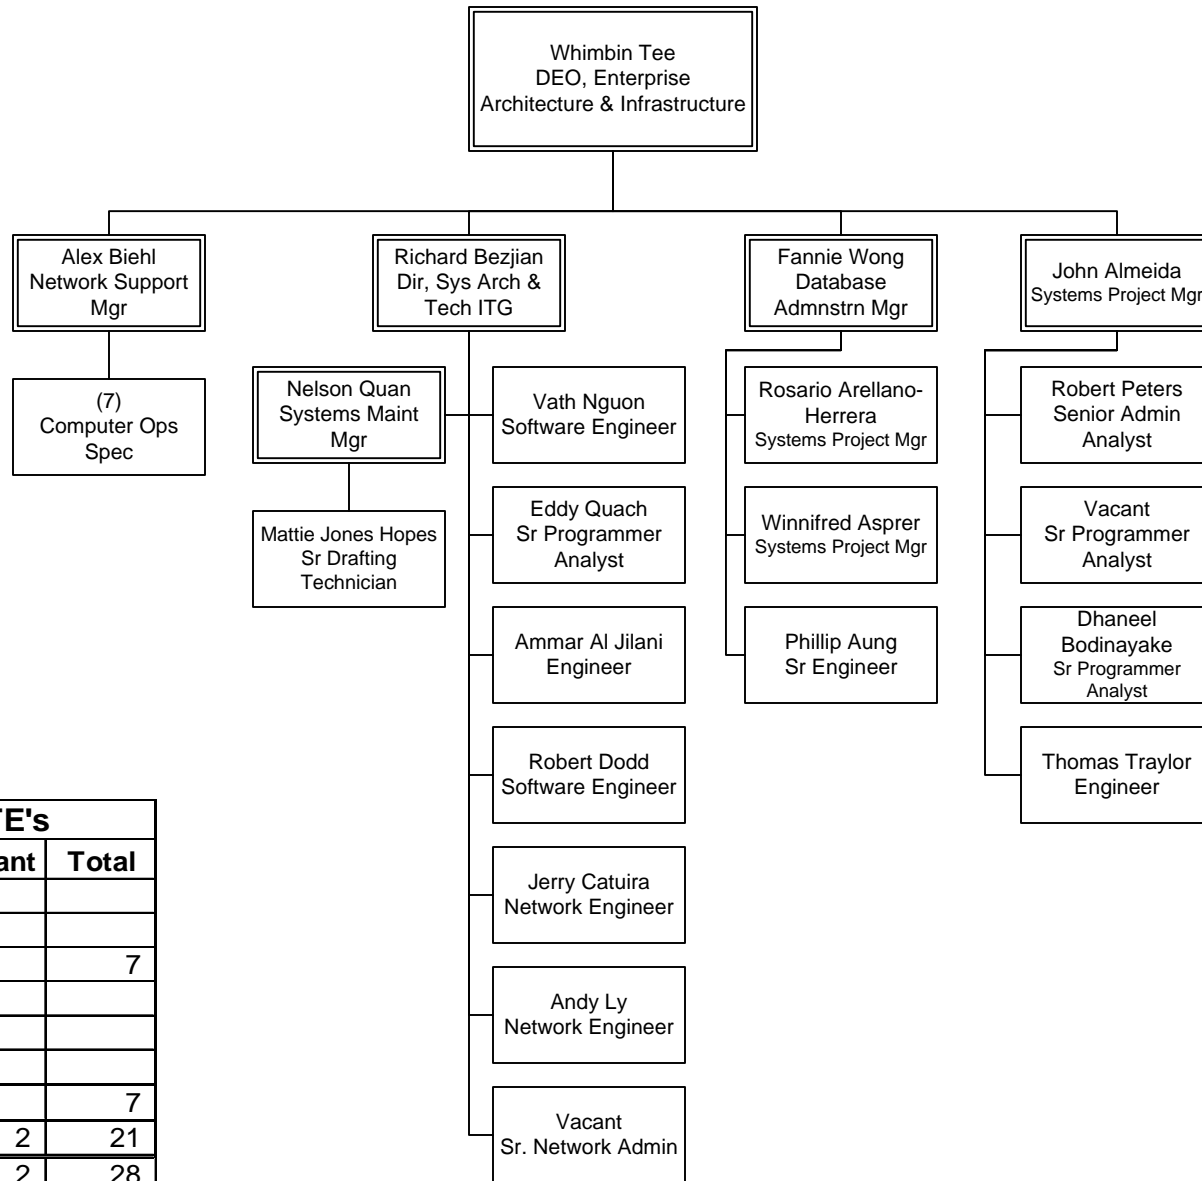 Whimbin Tee
DEO, Enterprise
Architecture & Infrastructure
Alex Biehl
Network Support
Mgr
Richard Bezjian
Dir, Sys Arch &
Tech ITG
Fannie Wong
Database
Admnstrn Mgr
John Almeida
Systems Project Mgr
(7)
Computer Ops
Spec
Nelson Quan
Systems Maint
Mgr
Mattie Jones Hopes
Sr Drafting
Technician
Vath Nguon
Software Engineer
Eddy Quach
Sr Programmer
Analyst
Ammar Al Jilani
Engineer
Robert Dodd
Software Engineer
Jerry Catuira
Network Engineer
Andy Ly
Network Engineer
Vacant
Sr. Network Admin
Rosario Arellano-
Herrera
Systems Project Mgr
Winnifred Asprer
Systems Project Mgr
Phillip Aung
Sr Engineer
Robert Peters
Senior Admin
Analyst
Vacant
Sr Programmer
Analyst
Dhaneel
Bodinayake
Sr Programmer
Analyst
Thomas Traylor
Engineer
TE's
ant Total
7
7
2 21
2 28